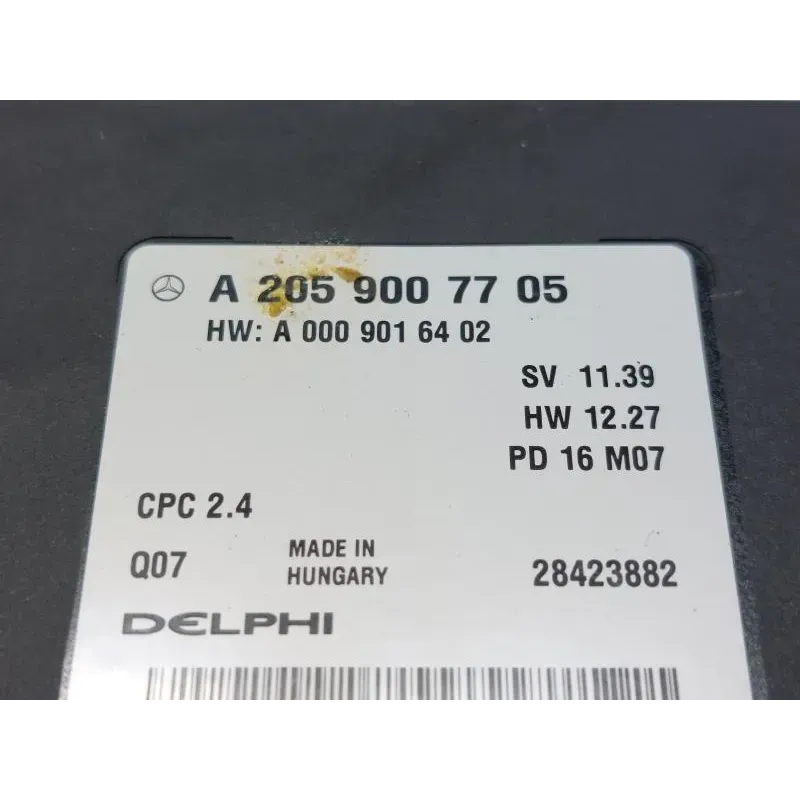 A 205 900 77 05
HW: A 000 901 64 02
SV 11.39
HW 12.27
PD 16 M07
CPC 2.4
Q07
MADE IN
HUNGARY
28423882
DELPHI